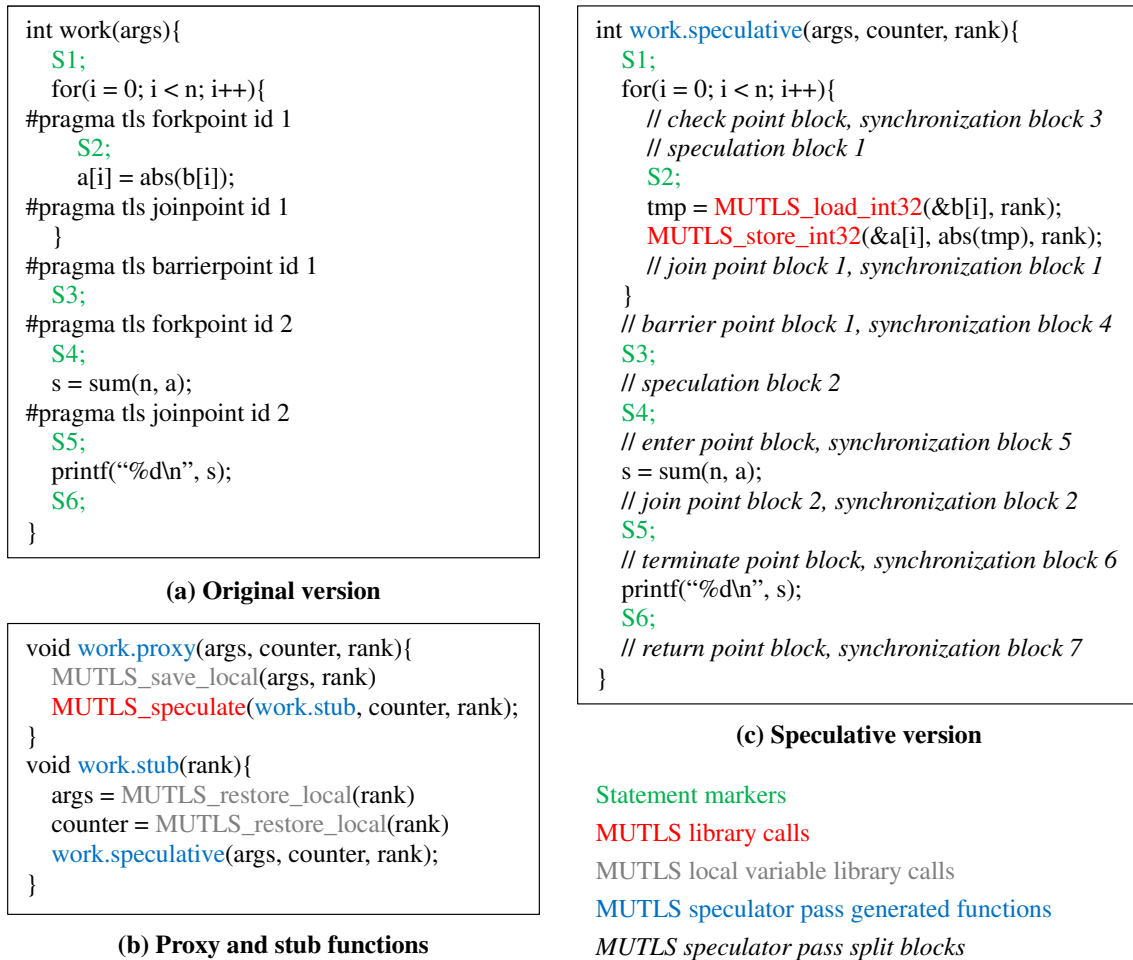 int work(args){
S1;
for(i = 0; i < n; i++){
#pragma tls forkpoint id 1
S2;
a[i] = abs(b[i]);
#pragma tls joinpoint id 1
}
#pragma tls barrierpoint id 1
S3;
#pragma tls forkpoint id 2
S4;
s = sum(n, a);
#pragma tls joinpoint id 2
S5;
printf(“%d\n”, s);
S6;
}
(a) Original version
void work.proxy(args, counter, rank){
MUTLS_save_local(args, rank)
MUTLS_speculate(work.stub, counter, rank);
}
void work.stub(rank){
args = MUTLS_restore_local(rank)
counter = MUTLS_restore_local(rank)
work.speculative(args, counter, rank);
}
(b) Proxy and stub functions
int work.speculative(args, counter, rank){
S1;
for(i = 0; i < n; i++){
// check point block, synchronization block 3
// speculation block 1
S2;
tmp = MUTLS_load_int32(&b[i], rank);
MUTLS_store_int32(&a[i], abs(tmp), rank);
// join point block 1, synchronization block 1
}
// barrier point block 1, synchronization block 4
S3;
// speculation block 2
S4;
// enter point block, synchronization block 5
s = sum(n, a);
// join point block 2, synchronization block 2
S5;
// terminate point block, synchronization block 6
printf(“%d\n”, s);
S6;
// return point block, synchronization block 7
}
(c) Speculative version
Statement markers
MUTLS library calls
MUTLS local variable library calls
MUTLS speculator pass generated functions
MUTLS speculator pass split blocks